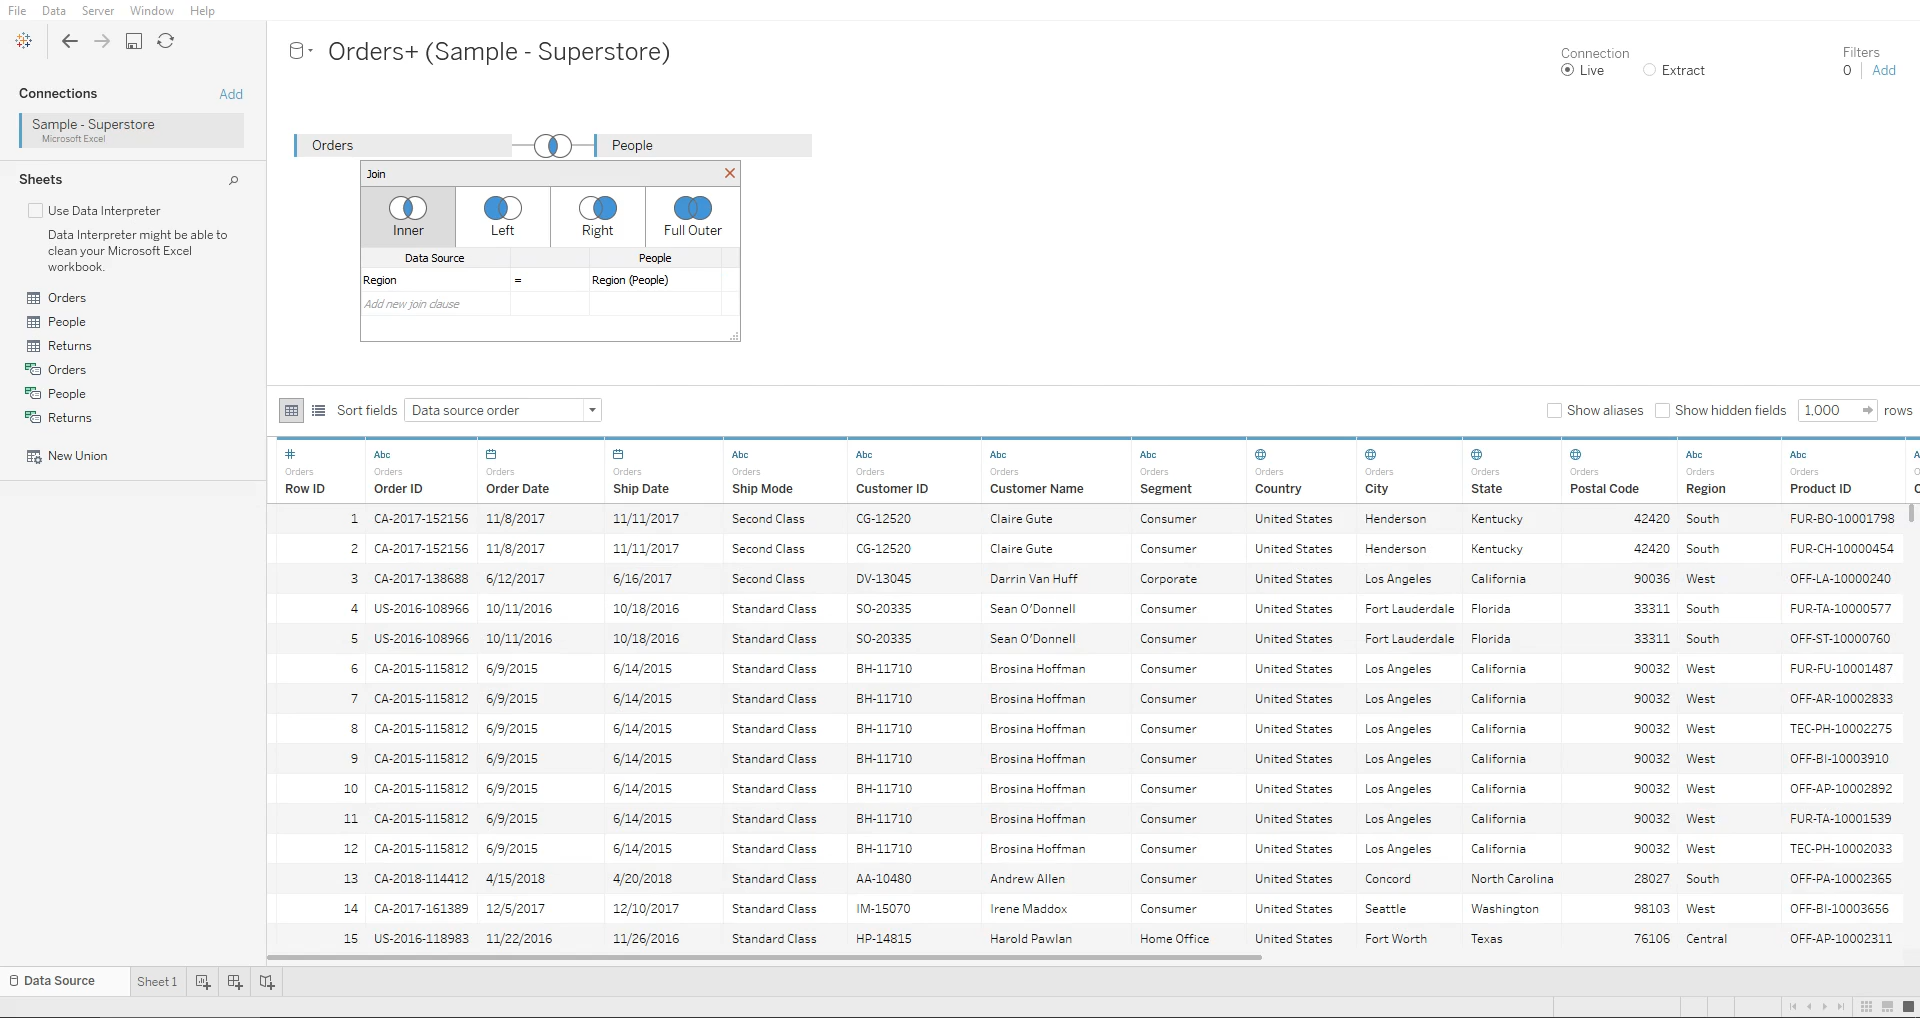 File Data Server Window Help
Orders+ (Sample - Superstore)
Connection
Live Extract
Filters
0 Add
Connections Add
Sample - Superstore
Microsoft Excel
Sheets
Use Data Interpreter
Data Interpreter might be able to
clean your Microsoft Excel
workbook.
Orders
People
Returns
Orders
People
Returns
New Union
Orders People
Join
Inner Left Right Full Outer
Data Source People
Region = Region (People)
Add new join clause
Sort fields Data source order Show aliases Show hidden fields 1,000 rows
# Abc Abc Abc Abc Abc Abc Abc A
Orders Orders Orders Orders Orders Orders Orders Orders Orders Orders Orders Orders Orders Orders O
Row ID Order ID Order Date Ship Date Ship Mode Customer ID Customer Name Segment Country City State Postal Code Region Product ID C
1 CA-2017-152156 11/8/2017 11/11/2017 Second Class CG-12520 Claire Gute Consumer United States Henderson Kentucky 42420 South FUR-BO-10001798
2 CA-2017-152156 11/8/2017 11/11/2017 Second Class CG-12520 Claire Gute Consumer United States Henderson Kentucky 42420 South FUR-CH-10000454
3 CA-2017-138688 6/12/2017 6/16/2017 Second Class DV-13045 Darrin Van Huff Corporate United States Los Angeles California 90036 West OFF-LA-10000240
4 US-2016-108966 10/11/2016 10/18/2016 Standard Class SO-20335 Sean O'Donnell Consumer United States Fort Lauderdale Florida 33311 South FUR-TA-10000577
5 US-2016-108966 10/11/2016 10/18/2016 Standard Class SO-20335 Sean O'Donnell Consumer United States Fort Lauderdale Florida 33311 South OFF-ST-10000760
6 CA-2015-115812 6/9/2015 6/14/2015 Standard Class BH-11710 Brosina Hoffman Consumer United States Los Angeles California 90032 West FUR-FU-10001487
7 CA-2015-115812 6/9/2015 6/14/2015 Standard Class BH-11710 Brosina Hoffman Consumer United States Los Angeles California 90032 West OFF-AR-10002833
8 CA-2015-115812 6/9/2015 6/14/2015 Standard Class BH-11710 Brosina Hoffman Consumer United States Los Angeles California 90032 West TEC-PH-10002275
9 CA-2015-115812 6/9/2015 6/14/2015 Standard Class BH-11710 Brosina Hoffman Consumer United States Los Angeles California 90032 West OFF-BI-10003910
10 CA-2015-115812 6/9/2015 6/14/2015 Standard Class BH-11710 Brosina Hoffman Consumer United States Los Angeles California 90032 West OFF-AP-10002892
11 CA-2015-115812 6/9/2015 6/14/2015 Standard Class BH-11710 Brosina Hoffman Consumer United States Los Angeles California 90032 West FUR-TA-10001539
12 CA-2015-115812 6/9/2015 6/14/2015 Standard Class BH-11710 Brosina Hoffman Consumer United States Los Angeles California 90032 West TEC-PH-10002033
13 CA-2018-114412 4/15/2018 4/20/2018 Standard Class AA-10480 Andrew Allen Consumer United States Concord North Carolina 28027 South OFF-PA-10002365
14 CA-2017-161389 12/5/2017 12/10/2017 Standard Class IM-15070 Irene Maddox Consumer United States Seattle Washington 98103 West OFF-BI-10003656
15 US-2016-118983 11/22/2016 11/26/2016 Standard Class HP-14815 Harold Pawlan Home Office United States Fort Worth Texas 76106 Central OFF-AP-10002311
Data Source Sheet 1